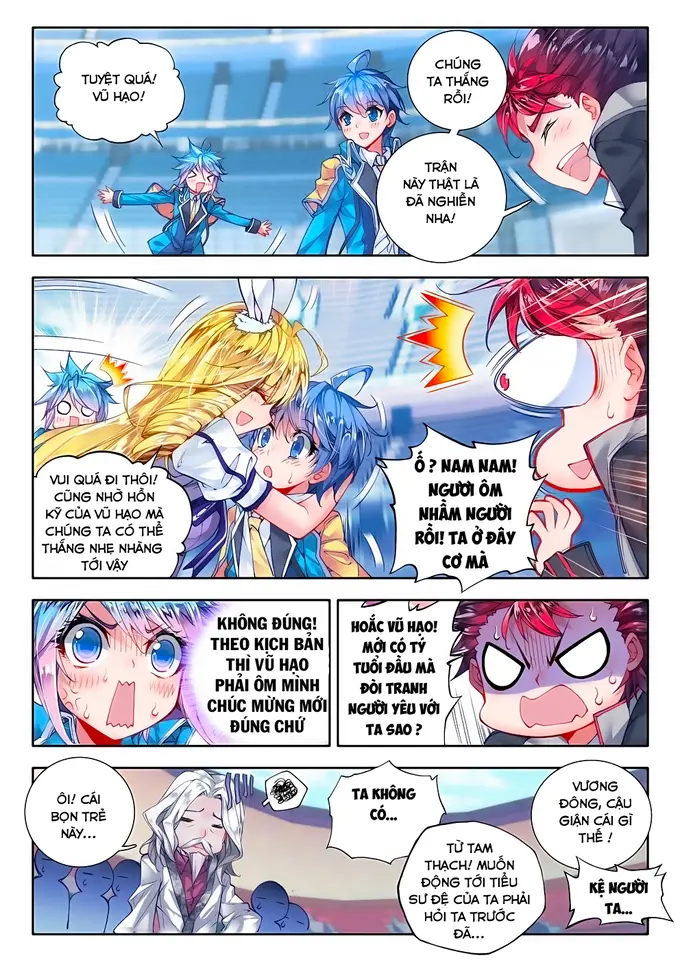 TUYỆT QUÁ!
VŨ HẠO!
CHÚNG
TA THẮNG
RỒI!
TRẬN
NÀY THẬT LÀ
ĐÃ NGHIỀN
NHA!
VUI QUÁ ĐI THÔI!
CŨNG NHỜ HỒN
KỸ CỦA VŨ HẠO MÀ
CHÚNG TA CÓ THỂ
THẮNG NHẸ NHÀNG
TỚI VẬY
Ố ? NAM NAM!
NGƯƠI ÔM
NHẦM NGƯỜI
RỒI! TA Ở ĐÂY
CƠ MÀ
KHÔNG ĐÚNG!
THEO KỊCH BẢN
THÌ VŨ HẠO
PHẢI ÔM MÌNH
CHÚC MỪNG MỚI
ĐÚNG CHỨ
HOẮC VŨ HẠO!
MỚI CÓ TÝ
TUỔI ĐẦU MÀ
ĐÒI TRANH
NGƯỜI YÊU VỚI
TA SAO ?
ÔI! CÁI
BỌN TRẺ
NÀY...
TA KHÔNG
CÓ...
TỪ TAM
THẠCH! MUỐN
ĐỘNG TỚI TIỂU
SƯ ĐỆ CỦA TA PHẢI
HỎI TA TRƯỚC
ĐÃ...
VƯƠNG
ĐÔNG, CẬU
GIẬN CÁI GÌ
THẾ !
KỆ NGƯỜI
TA...